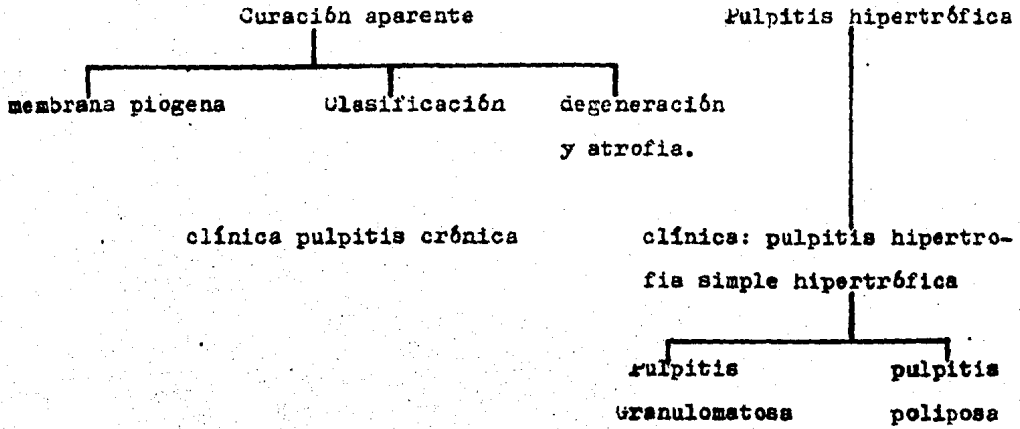 Curación aparente
Pulpitis hipertrófica
membrana piogena
Clasificación
degeneración
y atrofia.
clínica pulpitis crónica
clínica: pulpitis hipertro-
fia simple hipertrófica
Pulpitis
Granulomatosa
pulpitis
poliposa